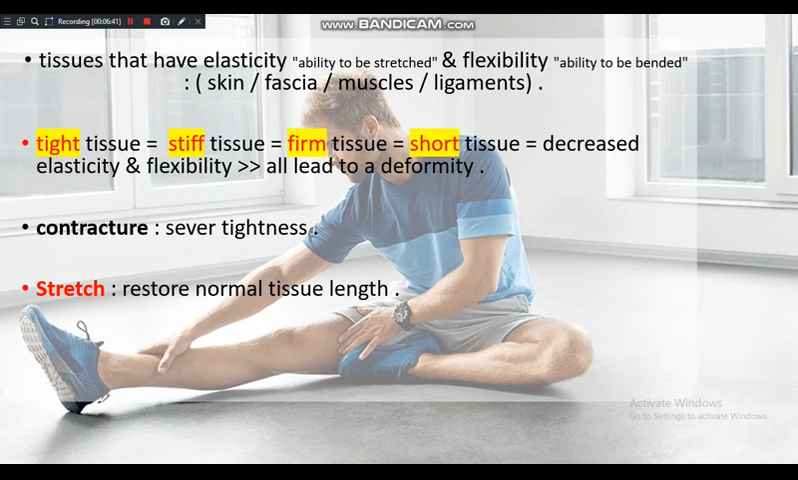 Recording [00:06:41]
www.BANDICAM.com
• tissues that have elasticity "ability to be stretched" & flexibility "ability to be bended"
: ( skin / fascia / muscles / ligaments) .
• tight tissue = stiff tissue = firm tissue = short tissue = decreased
elasticity & flexibility >> all lead to a deformity .
• contracture : sever tightness .
• Stretch : restore normal tissue length .
Activate Windows
Go to Settings to activate Windows.